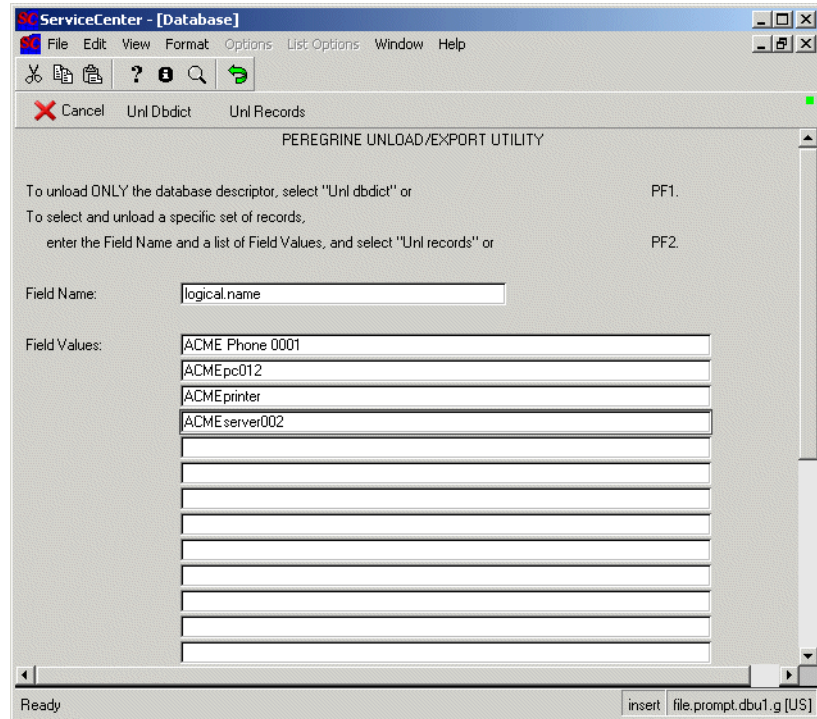 ServiceCenter - [Database]
File Edit View Format Options List Options Window Help
Cancel Unl Dbdict Unl Records
PEREGRINE UNLOAD/EXPORT UTILITY
To unload ONLY the database descriptor, select "Unl dbdict" or PF1.
To select and unload a specific set of records,
enter the Field Name and a list of Field Values, and select "Unl records" or PF2.
Field Name: logical.name
Field Values: ACME Phone 0001
ACMEpc012
ACMEprinter
ACMEserver002
Ready insert file.prompt.dbu1.g [US]